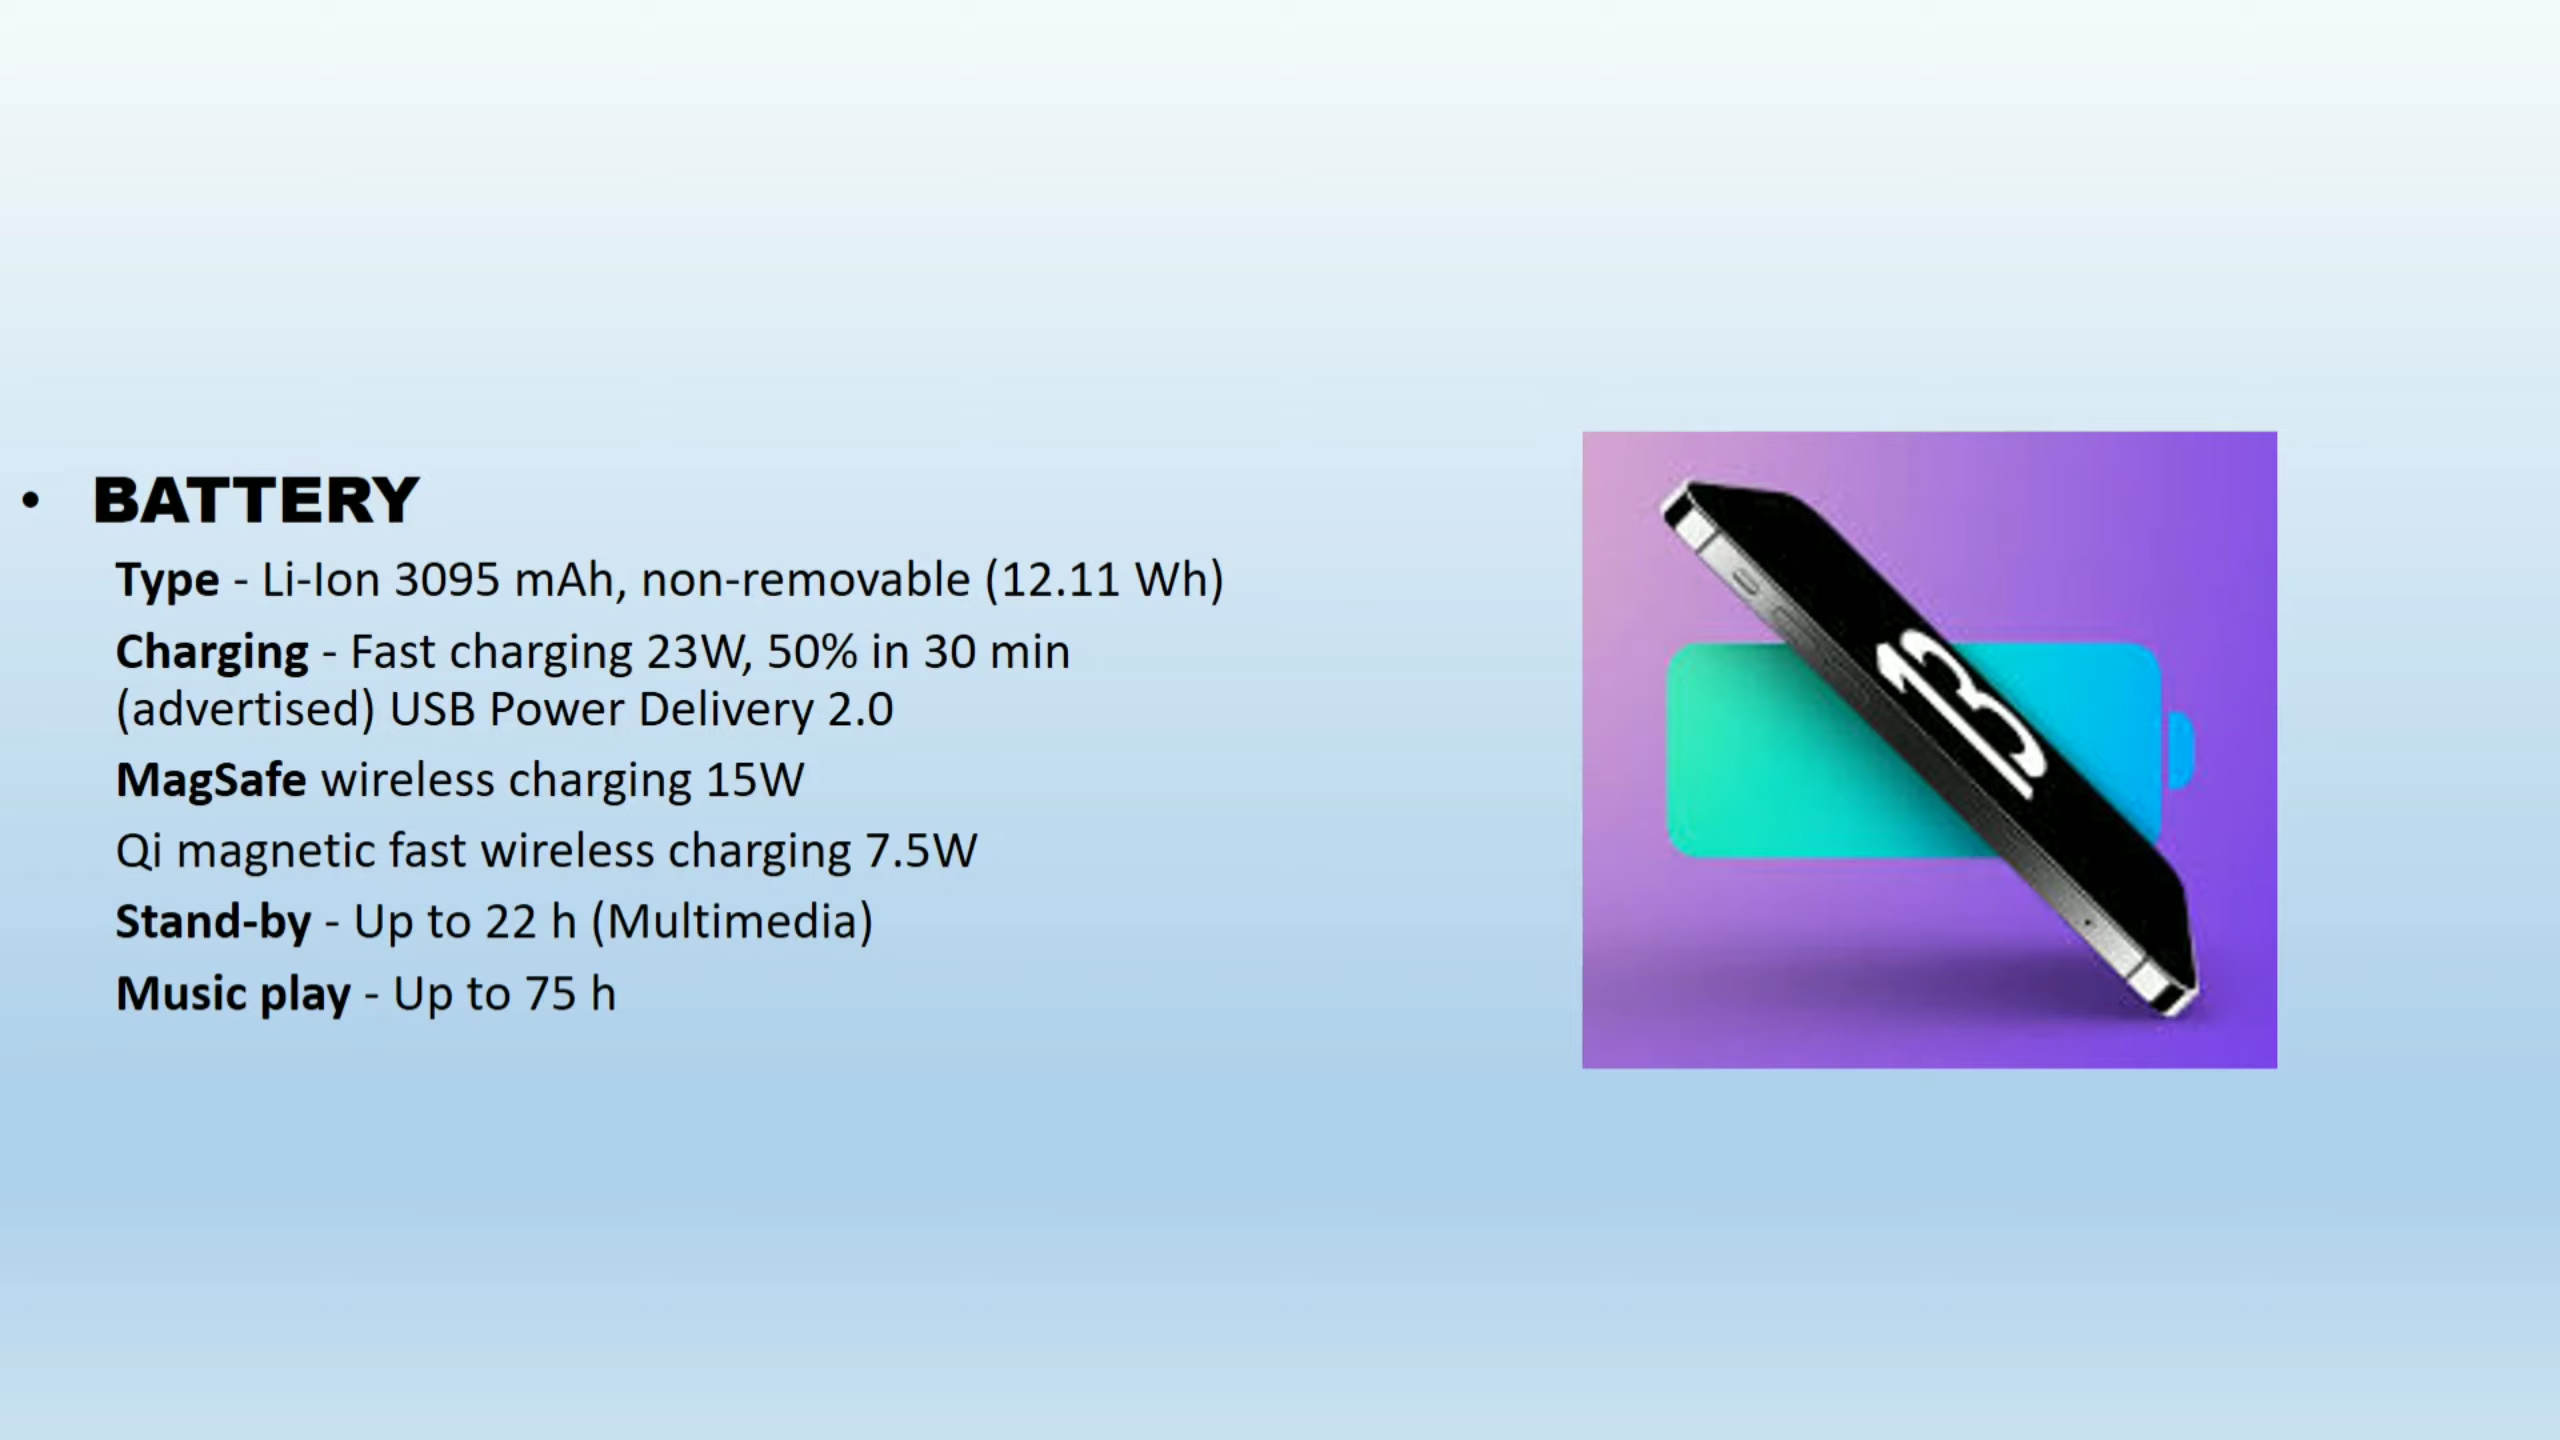 • BATTERY
Type - Li-Ion 3095 mAh, non-removable (12.11 Wh)
Charging - Fast charging 23W, 50% in 30 min
(advertised) USB Power Delivery 2.0
MagSafe wireless charging 15W
Qi magnetic fast wireless charging 7.5W
Stand-by - Up to 22 h (Multimedia)
Music play - Up to 75 h
13